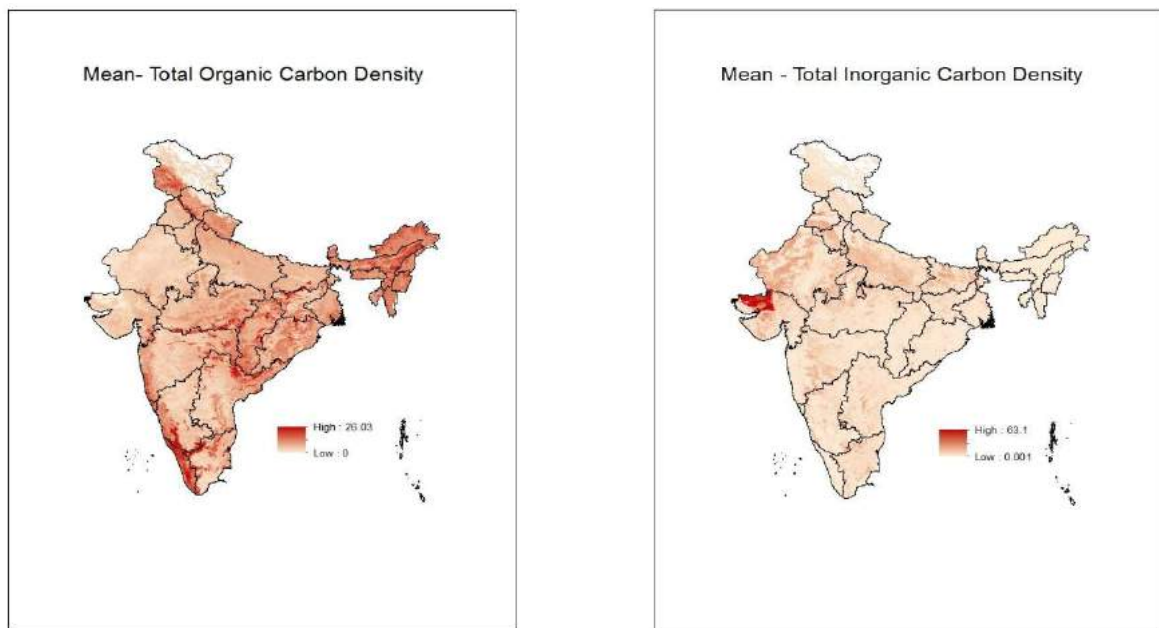 Mean- Total Organic Carbon Density
High : 26.03
Low : 0
Mean - Total Inorganic Carbon Density
High : 63.1
Low : 0.001